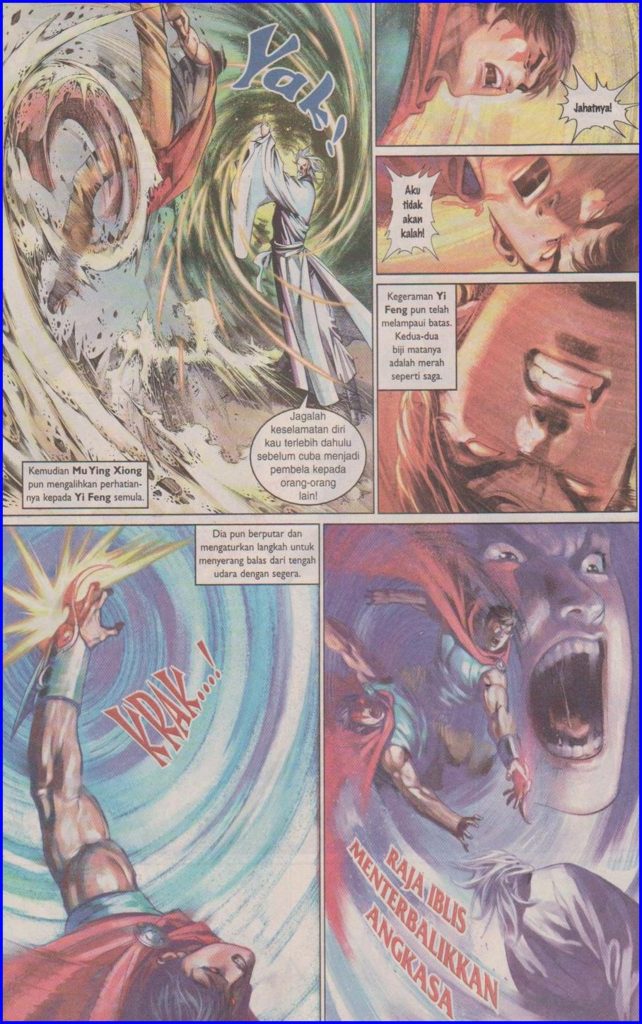 Yak!
Jagalah
keselamatan diri
kau terlebih dahulu
sebelum cuba menjadi
pembela kepada
orang-orang
lain!
Kemudian Mu Ying Xiong
pun mengalihkan perhatian-
nya kepada Yi Feng semula.
Jahatnya!
Aku
tidak
akan
kalah!
Kegeraman Yi
Feng pun telah
melampaui batas.
Kedua-dua
biji matanya
adalah merah
seperti saga.
Dia pun berputar dan
mengaturkan langkah untuk
menyerang balas dari tengah
udara dengan segera.
KRAK....!
RAJA IBLIS
MENTERBALIKKAN
ANGKASA